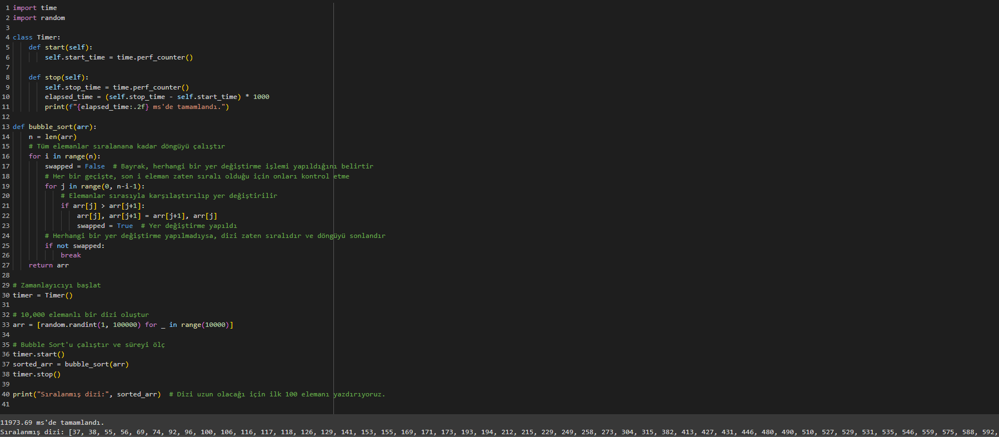 1 import time
2 import random
3
4 class Timer:
5     def start(self):
6         self.start_time = time.perf_counter()
7
8     def stop(self):
9         self.stop_time = time.perf_counter()
10         elapsed_time = (self.stop_time - self.start_time) * 1000
11         print(f"{elapsed_time:.2f} ms'de tamamlandı.")
12
13 def bubble_sort(arr):
14     n = len(arr)
15     # Tüm elemanlar sıralanana kadar döngüyü çalıştır
16     for i in range(n):
17         swapped = False  # Bayrak, herhangi bir yer değiştirme işlemi yapıldığını belirtir
18         # Her bir geçişte, son i eleman zaten sıralı olduğu için onları kontrol etme
19         for j in range(0, n-i-1):
20             # Elemanlar sırasıyla karşılaştırılıp yer değiştirilir
21             if arr[j] > arr[j+1]:
22                 arr[j], arr[j+1] = arr[j+1], arr[j]
23                 swapped = True  # Yer değiştirme yapıldı
24         # Herhangi bir yer değiştirme yapılmadıysa, dizi zaten sıralıdır ve döngüyü sonlandır
25         if not swapped:
26             break
27     return arr
28
29 # Zamanlayıcıyı başlat
30 timer = Timer()
31
32 # 10,000 elemanlı bir dizi oluştur
33 arr = [random.randint(1, 100000) for _ in range(10000)]
34
35 # Bubble Sort'u çalıştır ve süreyi ölç
36 timer.start()
37 sorted_arr = bubble_sort(arr)
38 timer.stop()
39
40 print("Sıralanmış dizi:", sorted_arr)  # Dizi uzun olacağı için ilk 100 elemanı yazdırıyoruz.
41
11973.69 ms'de tamamlandı.
Sıralanmış dizi: [37, 38, 55, 56, 69, 74, 92, 96, 100, 106, 116, 117, 118, 126, 129, 141, 153, 155, 169, 171, 173, 193, 194, 212, 215, 229, 249, 258, 273, 304, 315, 382, 413, 427, 431, 446, 480, 490, 510, 527, 529, 531, 535, 546, 559, 575, 588, 592,